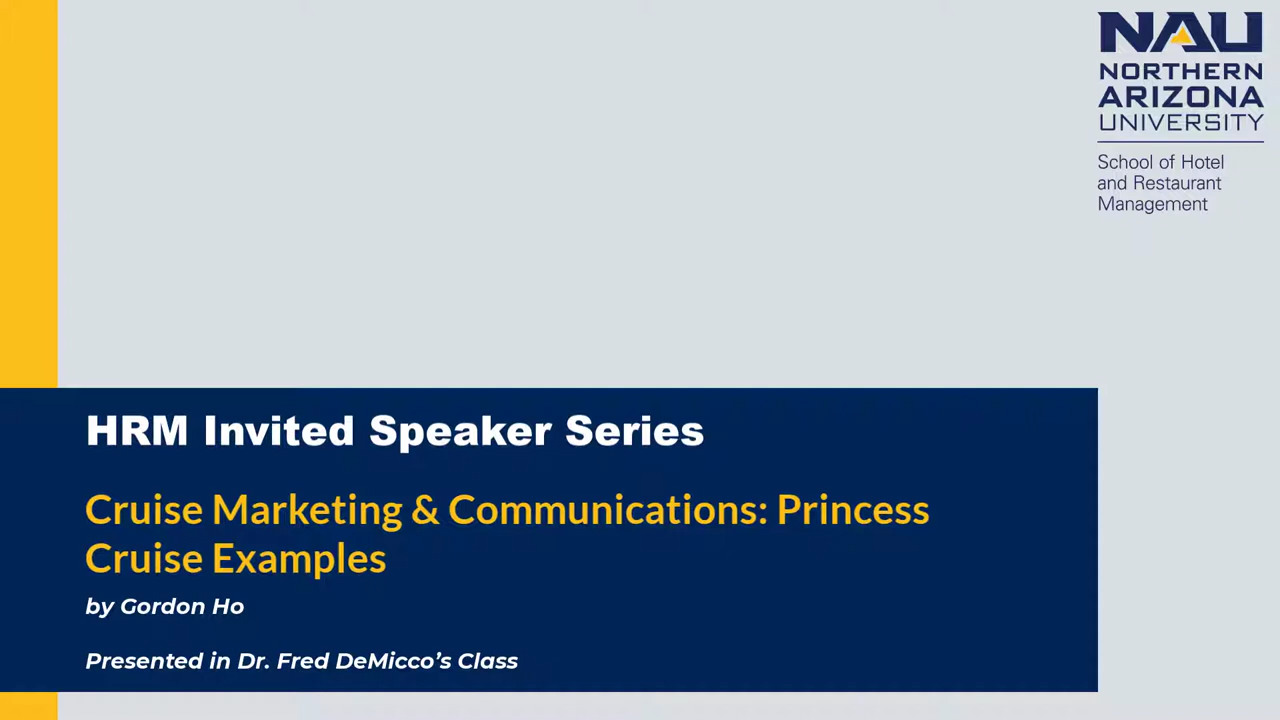 NAU
NORTHERN
ARIZONA
UNIVERSITY
School of Hotel
and Restaurant
Management
HRM Invited Speaker Series
Cruise Marketing & Communications: Princess
Cruise Examples
by Gordon Ho
Presented in Dr. Fred DeMicco’s Class